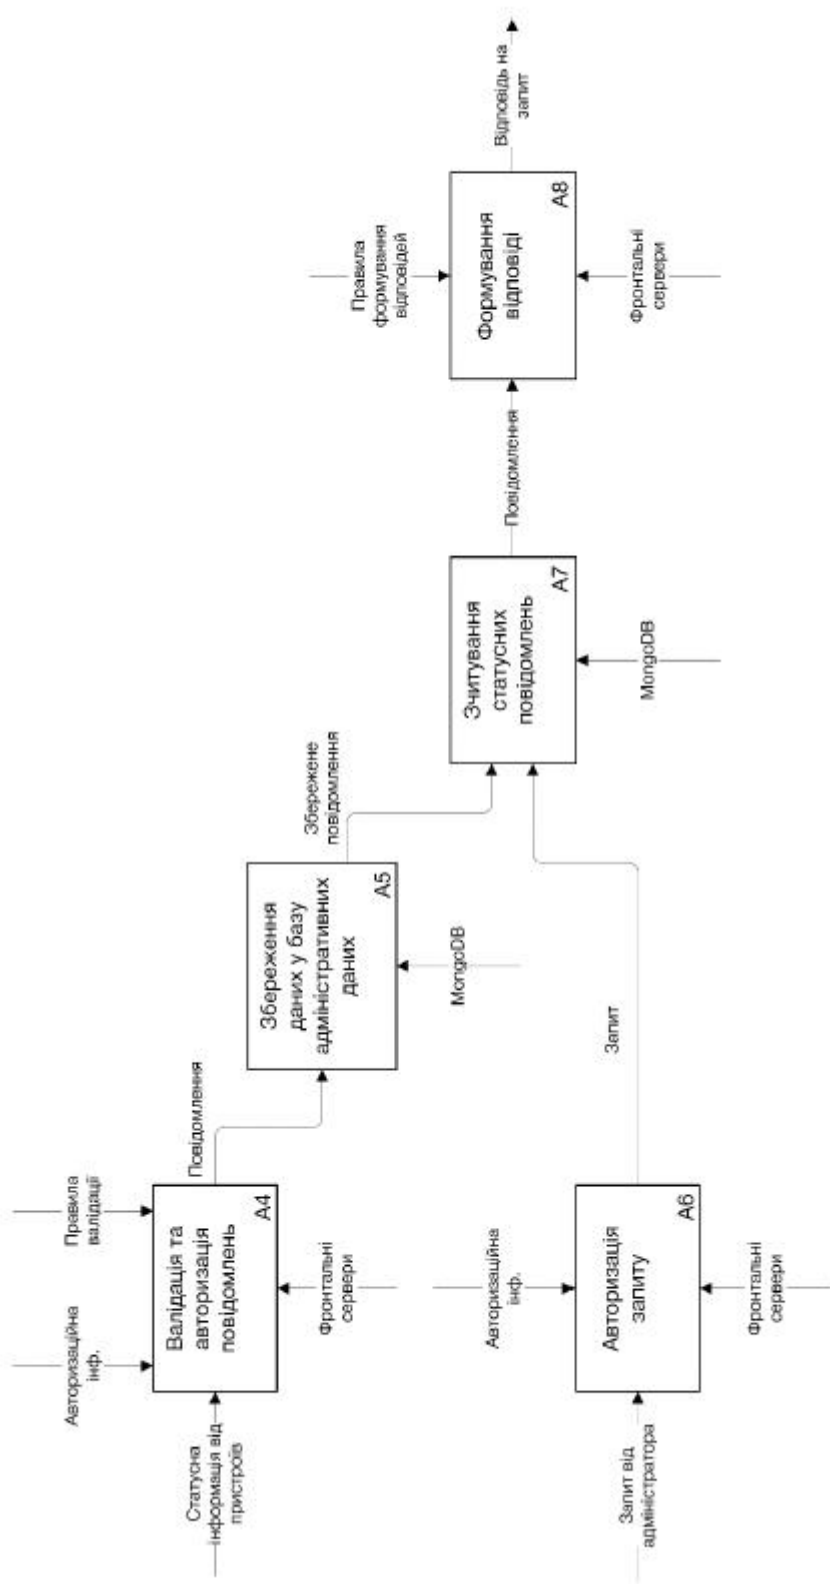 Авторизаційна
інф.
Правила
валідації
Статусна
інформація від
пристроїв
Валідація та
авторизація
повідомлень
A4
Фронтальні
сервери
Повідомлення
Збереження
даних у базу
адміністративних
даних
A5
MongoDB
Збережене
повідомлення
Запит від
адміністратора
Авторизаційна
інф.
Авторизація
запиту
A6
Фронтальні
сервери
Запит
Зчитування
статусних
повідомлень
A7
MongoDB
Повідомлення
Правила
формування
відповідей
Формування
відповіді
A8
Фронтальні
сервери
Відповідь на
запит